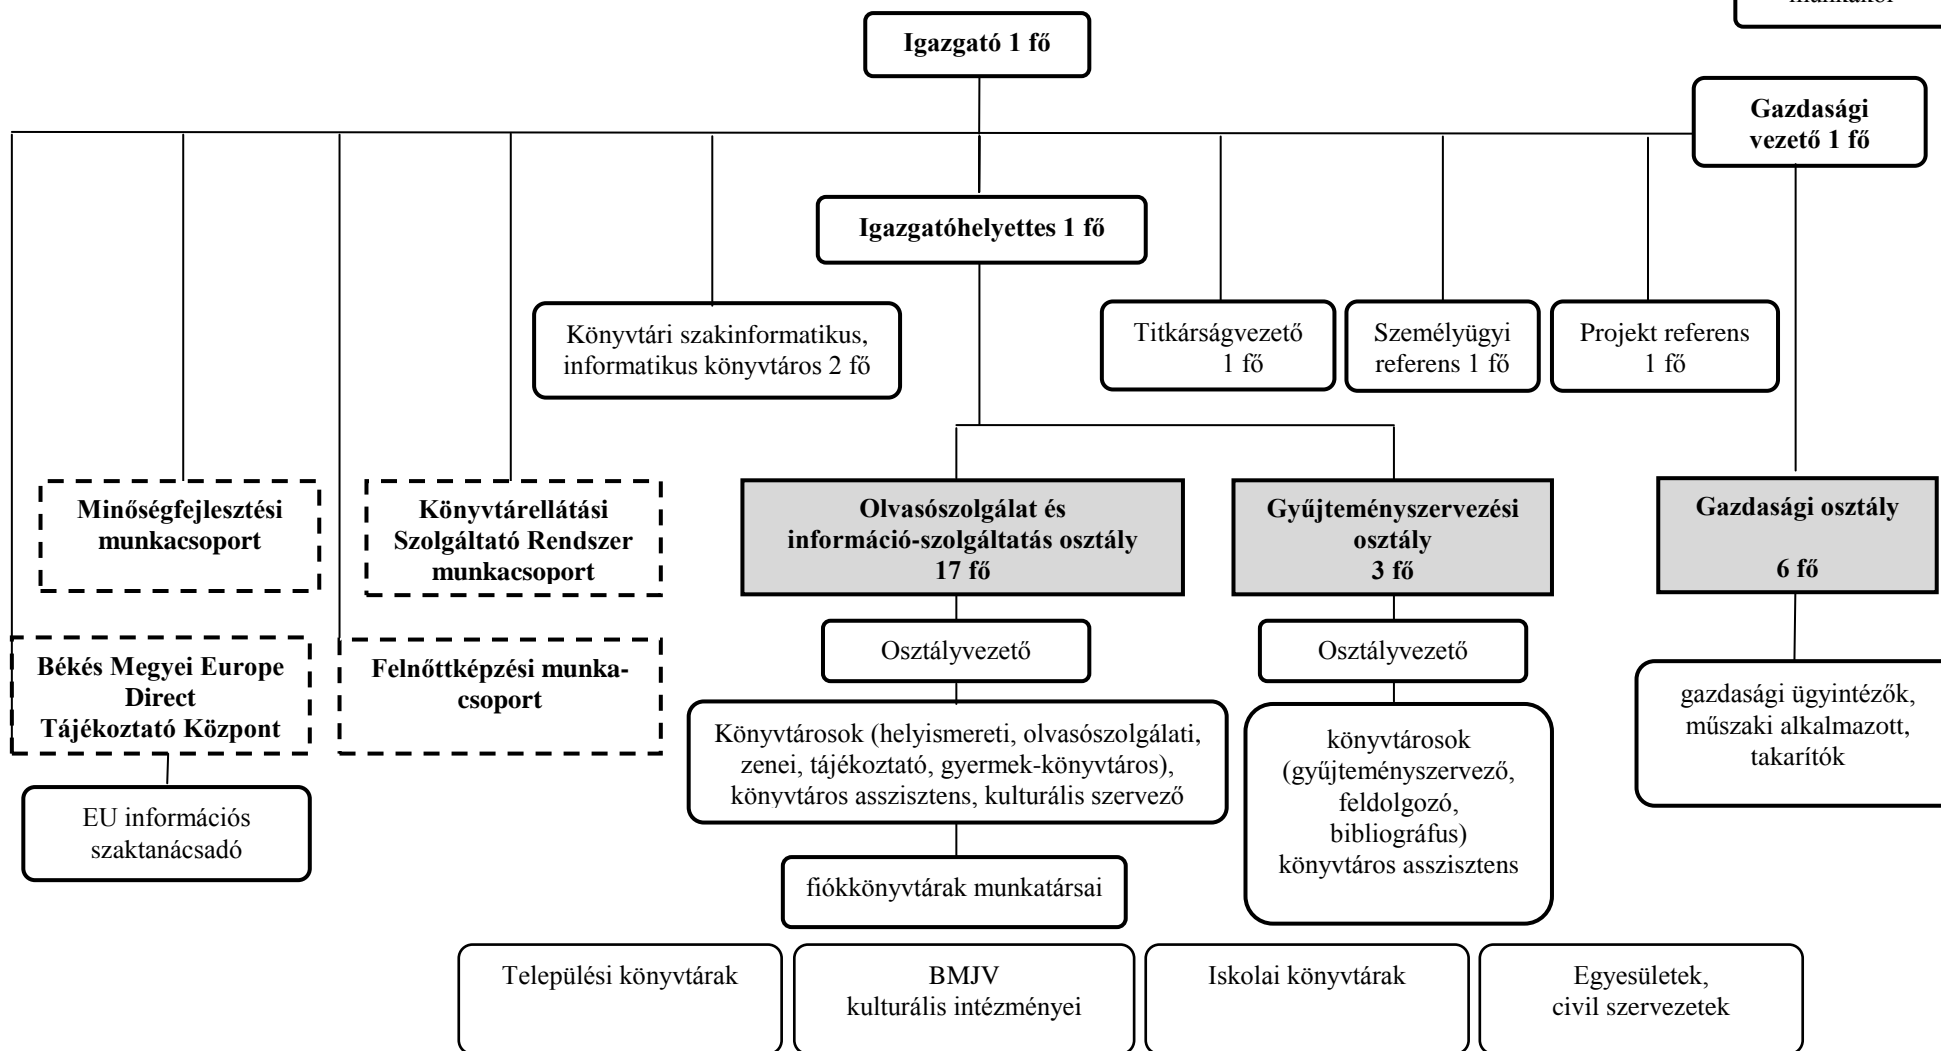 munkakör
Igazgató 1 fő
Gazdasági
vezető 1 fő
Igazgatóhelyettes 1 fő
Könyvtári szakinformatikus,
informatikus könyvtáros 2 fő
Titkárságvezető
1 fő
Személyügyi
referens 1 fő
Projekt referens
1 fő
Minőségfejlesztési
munkacsoport
Könyvtárellátási
Szolgáltató Rendszer
munkacsoport
Olvasószolgálat és
információ-szolgáltatás osztály
17 fő
Gyűjteményszervezési
osztály
3 fő
Gazdasági osztály
6 fő
Békés Megyei Europe
Direct
Tájékoztató Központ
Felnőttképzési munka-
csoport
Osztályvezető
Osztályvezető
gazdasági ügyintézők,
műszaki alkalmazott,
takarítók
Könyvtárosok (helyismereti, olvasószolgálati,
zenei, tájékoztató, gyermek-könyvtáros),
könyvtáros asszisztens, kulturális szervező
könyvtárosok
(gyűjteményszervező,
feldolgozó,
bibliográfus)
könyvtáros asszisztens
EU információs
szaktanácsadó
fiókkönyvtárak munkatársai
Települési könyvtárak
BMJV
kulturális intézményei
Iskolai könyvtárak
Egyesületek,
civil szervezetek